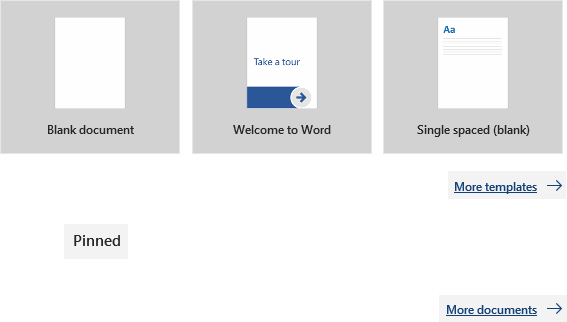 Aa
Take a tour
Blank document
Welcome to Word
Single spaced (blank)
More templates
Pinned
More documents